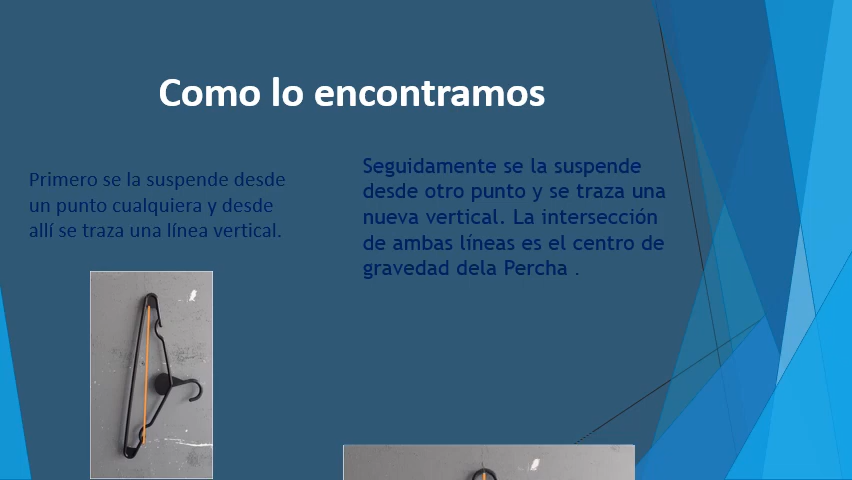 Como lo encontramos
Primero se la suspende desde
un punto cualquiera y desde
allí se traza una línea vertical.
Seguidamente se la suspende
desde otro punto y se traza una
nueva vertical. La intersección
de ambas líneas es el centro de
gravedad dela Percha .